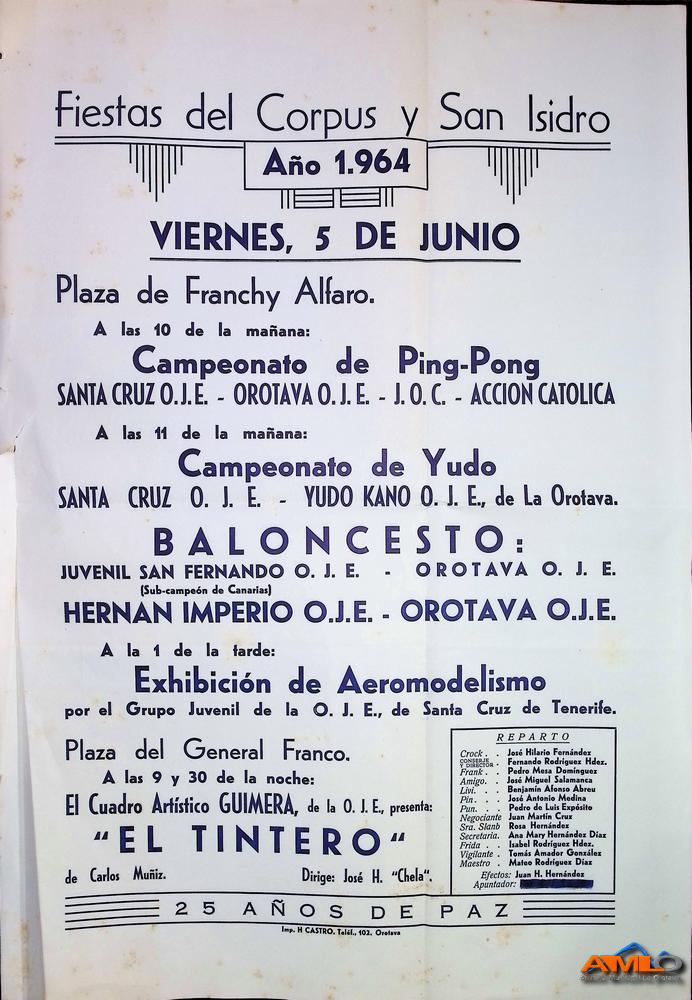 Fiestas del Corpus y San Isidro
Año 1.964
VIERNES, 5 DE JUNIO
Plaza de Franchy Alfaro.
A las 10 de la mañana:
Campeonato de Ping-Pong
SANTA CRUZ O.J.E. - OROTAVA O. J. E. - J. O. C. - ACCION CATOLICA
A las 11 de la mañana:
Campeonato de Yudo
SANTA CRUZ O. J. E. - YUDO KANO O. J. E., de La Orotava.
BALONCESTO:
JUVENIL SAN FERNANDO O. J. E. - OROTAVA O. J. E.
(Sub-campeón de Canarias)
HERNAN IMPERIO O.J.E. - OROTAVA O.J.E.
A la 1 de la tarde:
Exhibición de Aeromodelismo
por el Grupo Juvenil de la O. J. E., de Santa Cruz de Tenerife.
Plaza del General Franco.
A las 9 y 30 de la noche:
El Cuadro Artístico GUIMERA, de la O. J. E., presenta:
"EL TINTERO"
de Carlos Muñiz. Dirige: José H. "Chela".
REPARTO
Crock . . José Hilario Fernández
CONSERJE Y DIRECTOR . Fernando Rodríguez Hdez.
Frank . . Pedro Mesa Domínguez
Amigo. . . José Miguel Salamanca
Livi. . . Benjamín Afonso Abreu
Pin . . . José Antonio Medina
Pun. . . . Pedro de Luis Expósito
Negociante Juan Martín Cruz
Sra. Slanb Rosa Hernández
Secretaria. Ana Mary Hernández Díaz
Frida . . Isabel Rodríguez Hdez.
Vigilante . Tomás Amador González
Maestro . Mateo Rodríguez Díaz
Efectos: Juan H. Hernández
Apuntador:
25 AÑOS DE PAZ
Imp. H CASTRO. Teléf., 102. Orotava
AMLO